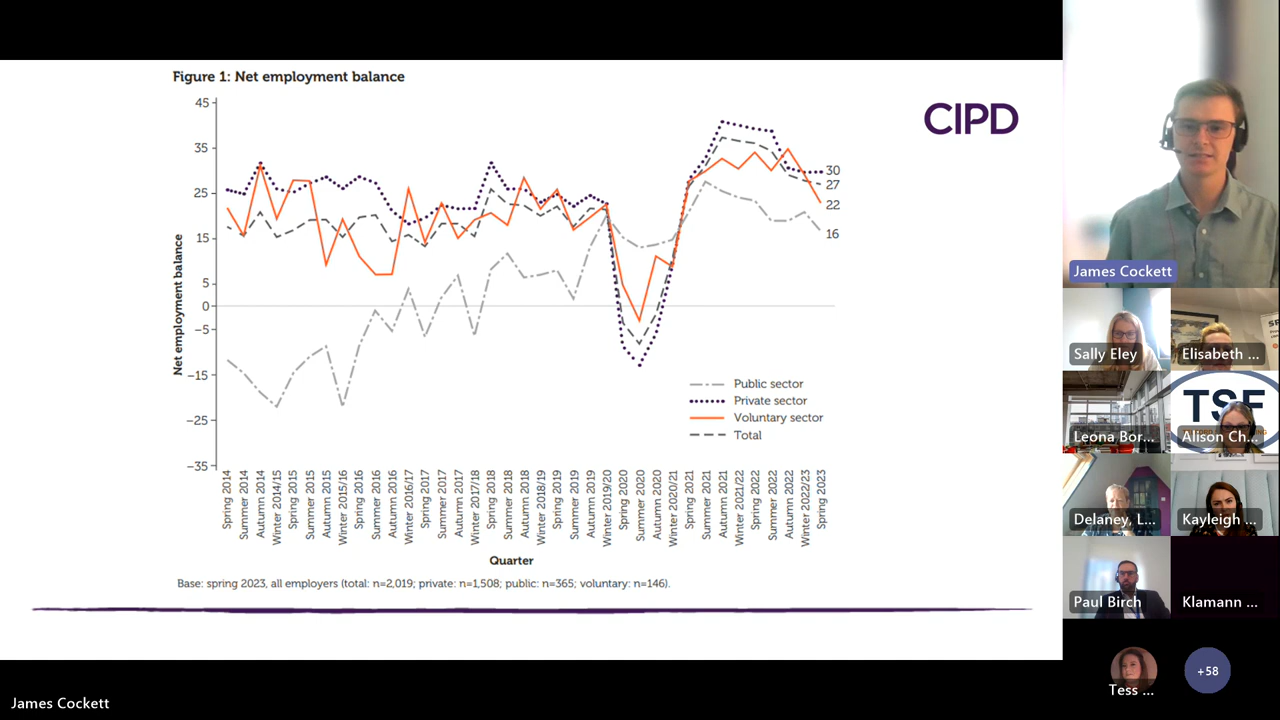 Figure 1: Net employment balance
CIPD
45
35
25
15
5
0
−5
−15
−25
−35
Net employment balance
30
27
22
16
Public sector
Private sector
Voluntary sector
Total
Spring 2014
Summer 2014
Autumn 2014
Winter 2014/15
Spring 2015
Summer 2015
Autumn 2015
Winter 2015/16
Spring 2016
Summer 2016
Autumn 2016
Winter 2016/17
Spring 2017
Summer 2017
Autumn 2017
Winter 2017/18
Spring 2018
Summer 2018
Autumn 2018
Winter 2018/19
Spring 2019
Summer 2019
Autumn 2019
Winter 2019/20
Spring 2020
Summer 2020
Autumn 2020
Winter 2020/21
Spring 2021
Summer 2021
Autumn 2021
Winter 2021/22
Spring 2022
Summer 2022
Autumn 2022
Winter 2022/23
Spring 2023
Quarter
Base: spring 2023, all employers (total: n=2,019; private: n=1,508; public: n=365; voluntary: n=146).
James Cockett
James Cockett
Sally Eley
Elisabeth ...
Leona Bor...
TSF
Alison Ch...
Delaney, L...
Kayleigh ...
Paul Birch
Klamann ...
Tess ...
+58